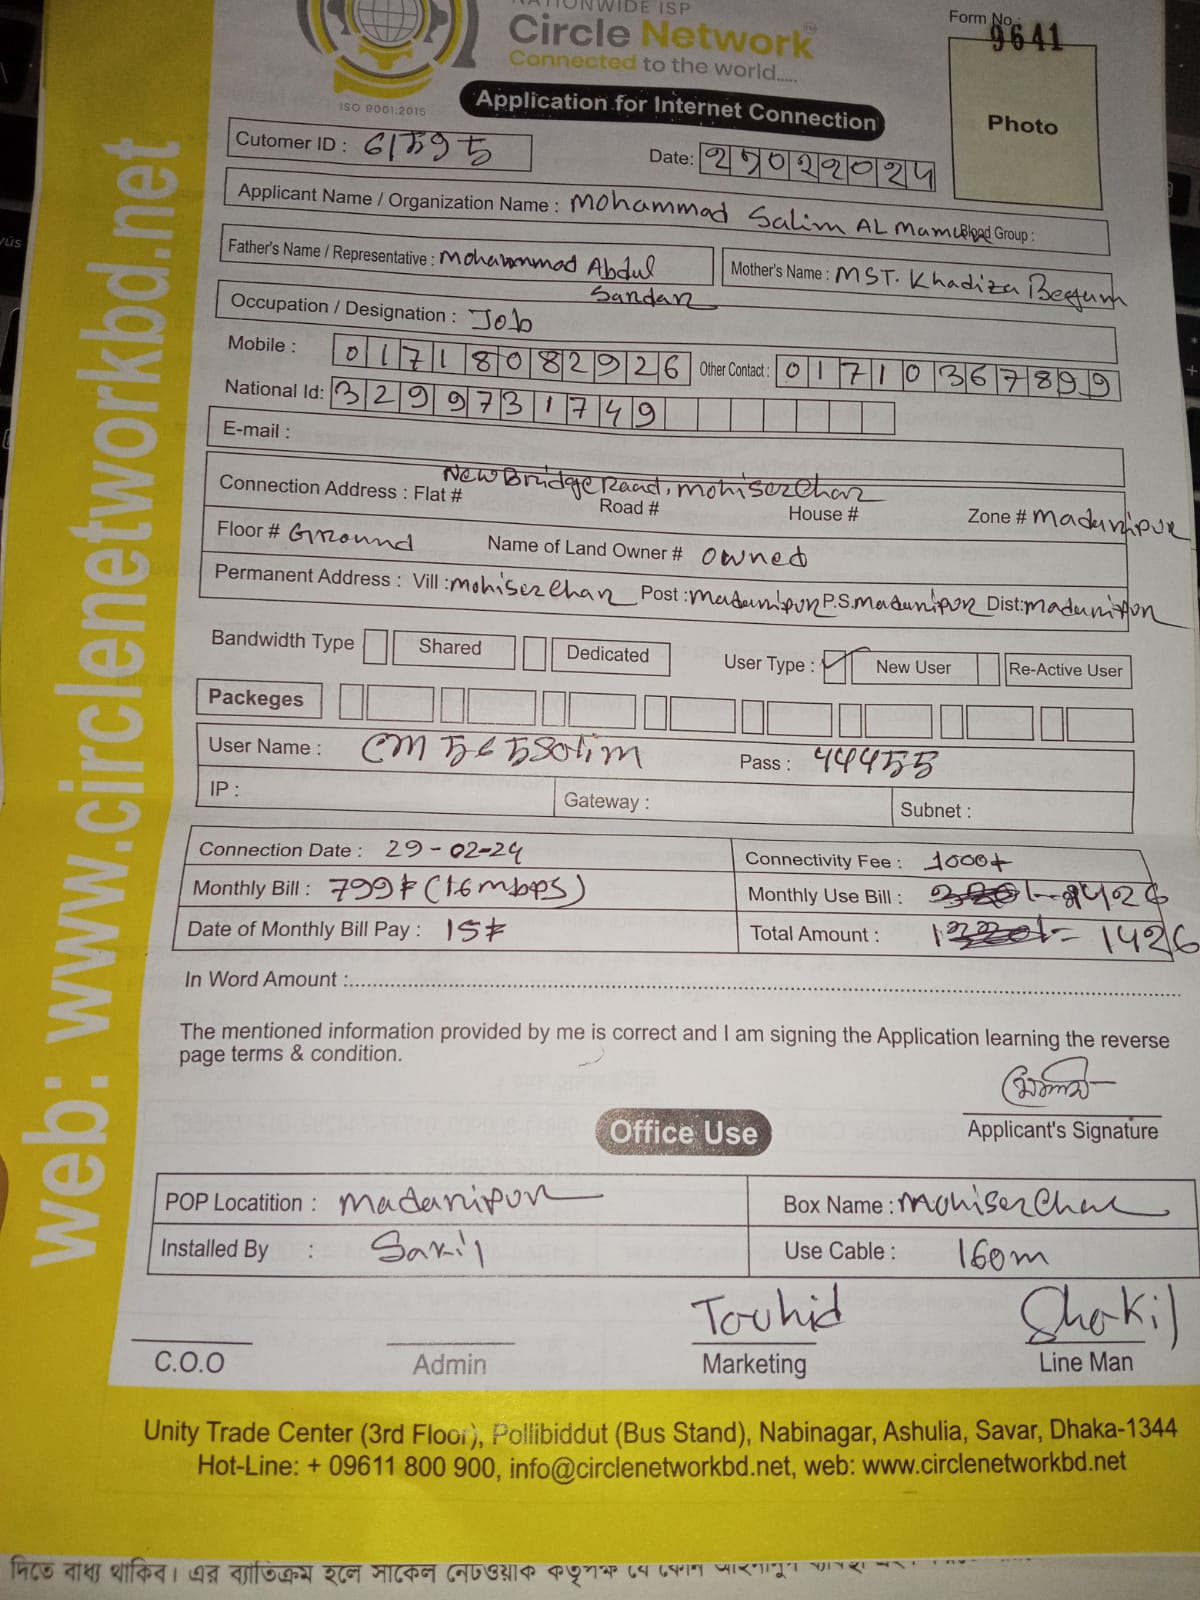 NATIONWIDE ISP
Circle Network™
Connected to the world.....
ISO 9001:2015
Form No.: 9641
Photo
Application for Internet Connection
Cutomer ID :
Date:
Applicant Name / Organization Name : Mohammad Salim AL Mamun Blood Group :
Father's Name / Representative : Mohammad Abdul Sardar
Mother's Name : MST. Khadiza Begum
Occupation / Designation : Job
Mobile : 01718082926 Other Contact : 01710367899
National Id: 3299731749
E-mail :
New Bridge Raad, Mohiserchar
Connection Address : Flat # Road # House # Zone # Madaripur
Floor # Ground Name of Land Owner # owned
Permanent Address : Vill : Mohiserchar Post : Madaripur P.S. Madaripur Dist: Madaripur
Bandwidth Type Shared Dedicated User Type : ✓ New User Re-Active User
Packeges
User Name : Pass :
IP : Gateway : Subnet :
Connection Date : 29-02-24 Connectivity Fee : 1000/-
Monthly Bill : 799৳ (16mbps) Monthly Use Bill :
Date of Monthly Bill Pay : Total Amount : 1426
In Word Amount :
The mentioned information provided by me is correct and I am signing the Application learning the reverse
page terms & condition.
Applicant's Signature
Office Use
POP Locatition : Madaripur Box Name : Mohiserchar
Installed By : Sakil Use Cable : 160m
Touhid Shakil
C.O.O Admin Marketing Line Man
Unity Trade Center (3rd Floor), Pollibiddut (Bus Stand), Nabinagar, Ashulia, Savar, Dhaka-1344
Hot-Line: + 09611 800 900, info@circlenetworkbd.net, web: www.circlenetworkbd.net
web: www.circlenetworkbd.net
দিতে বাধ্য থাকিব। এর ব্যাতিক্রম হলে সার্কেল নেটওয়াক কতৃপক্ষ যে কোন